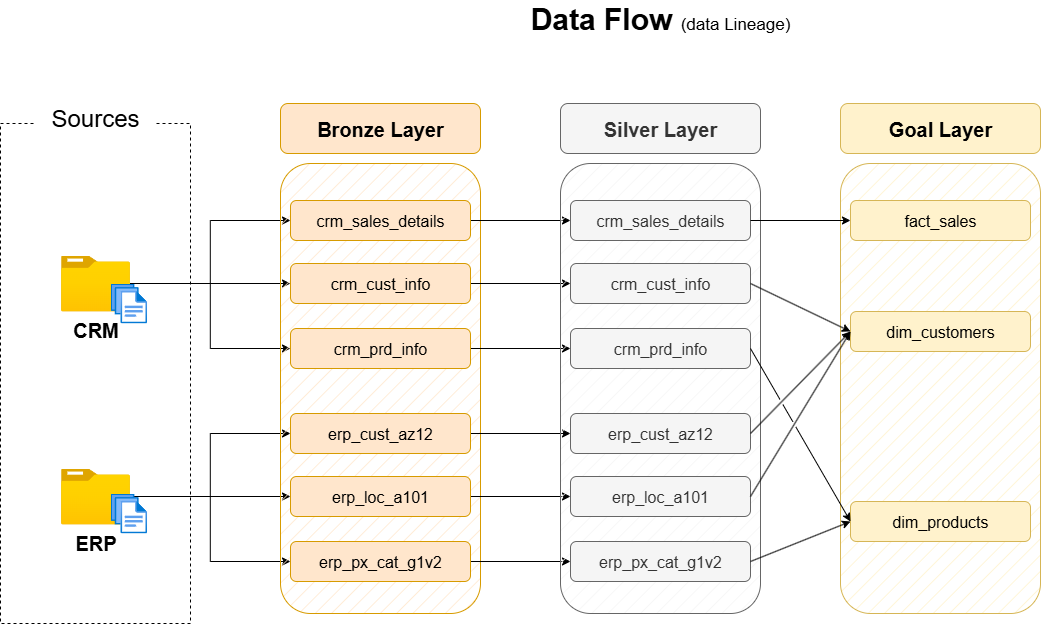 Data Flow (data Lineage)
Sources
Bronze Layer
Silver Layer
Goal Layer
crm_sales_details
crm_sales_details
fact_sales
crm_cust_info
crm_cust_info
CRM
dim_customers
crm_prd_info
crm_prd_info
erp_cust_az12
erp_cust_az12
erp_loc_a101
erp_loc_a101
dim_products
ERP
erp_px_cat_g1v2
erp_px_cat_g1v2